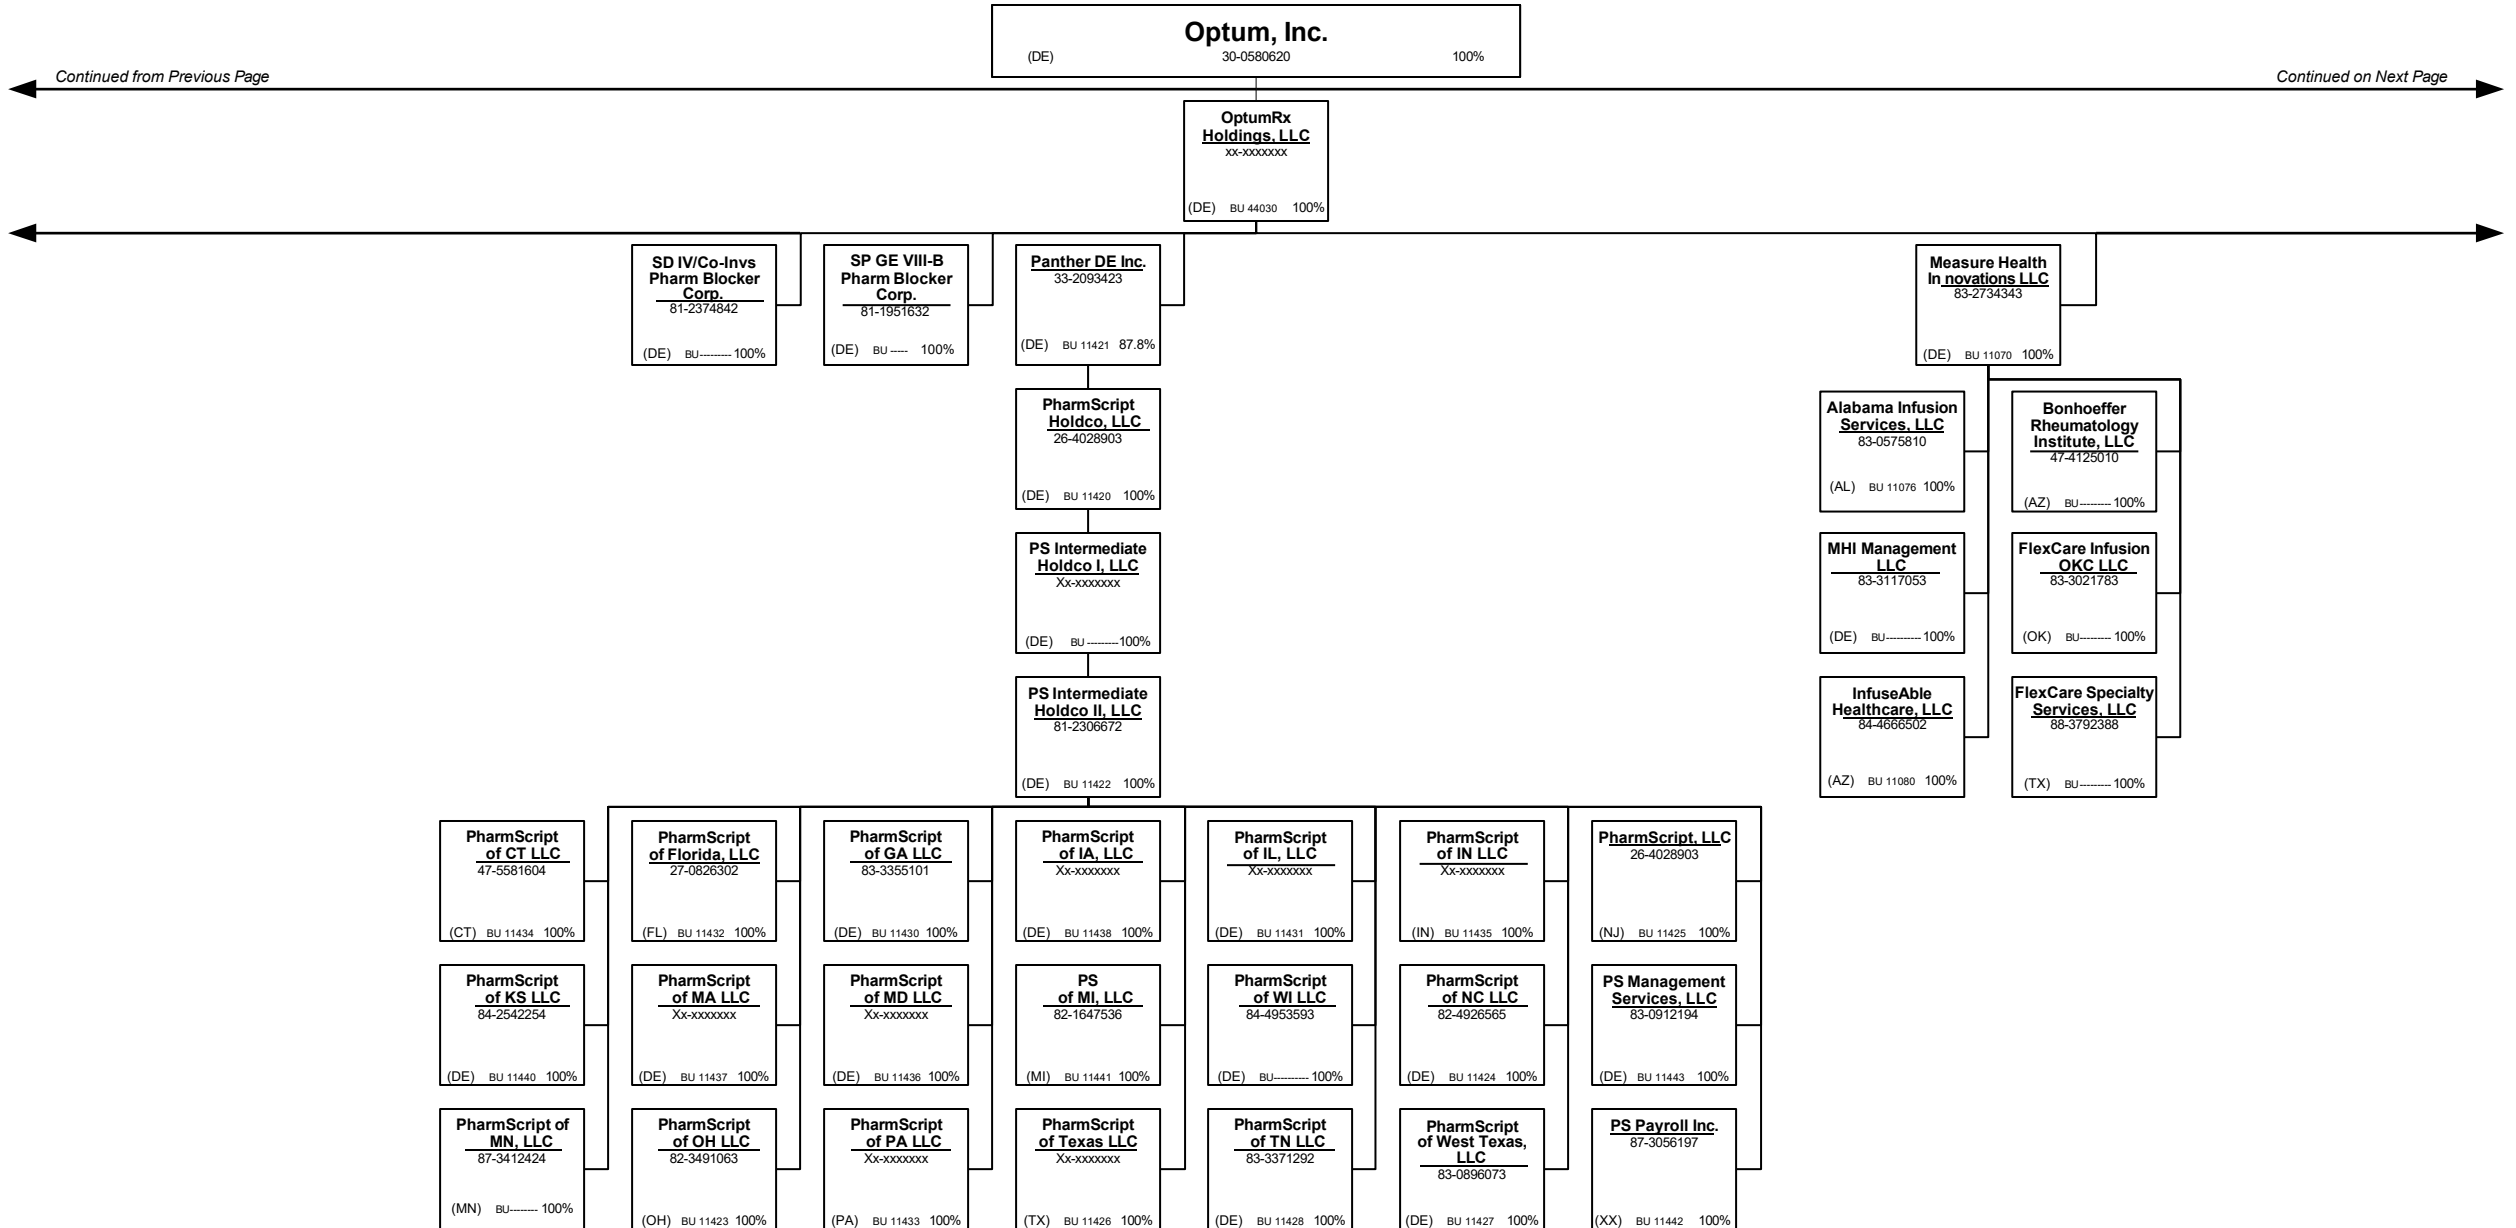 Optum, Inc.
(DE) 30-0580620 100%
Continued from Previous Page
Continued on Next Page
OptumRx
Holdings, LLC
xx-xxxxxxx
(DE) BU 44030 100%
SD IV/Co-Invs
Pharm Blocker
Corp.
81-2374842
(DE) BU--------- 100%
SP GE VIII-B
Pharm Blocker
Corp.
81-1951632
(DE) BU ----- 100%
Panther DE Inc.
33-2093423
(DE) BU 11421 87.8%
Measure Health
In novations LLC
83-2734343
(DE) BU 11070 100%
PharmScript
Holdco, LLC
26-4028903
(DE) BU 11420 100%
Alabama Infusion
Services, LLC
83-0575810
(AL) BU 11076 100%
Bonhoeffer
Rheumatology
Institute, LLC
47-4125010
(AZ) BU--------- 100%
PS Intermediate
Holdco I, LLC
Xx-xxxxxxx
(DE) BU ---------100%
MHI Management
LLC
83-3117053
(DE) BU---------- 100%
FlexCare Infusion
OKC LLC
83-3021783
(OK) BU--------- 100%
PS Intermediate
Holdco II, LLC
81-2306672
(DE) BU 11422 100%
InfuseAble
Healthcare, LLC
84-4666502
(AZ) BU 11080 100%
FlexCare Specialty
Services, LLC
88-3792388
(TX) BU--------- 100%
PharmScript
of CT LLC
47-5581604
(CT) BU 11434 100%
PharmScript
of Florida, LLC
27-0826302
(FL) BU 11432 100%
PharmScript
of GA LLC
83-3355101
(DE) BU 11430 100%
PharmScript
of IA, LLC
Xx-xxxxxxx
(DE) BU 11438 100%
PharmScript
of IL, LLC
Xx-xxxxxxx
(DE) BU 11431 100%
PharmScript
of IN LLC
Xx-xxxxxxx
(IN) BU 11435 100%
PharmScript, LLC
26-4028903
(NJ) BU 11425 100%
PharmScript
of KS LLC
84-2542254
(DE) BU 11440 100%
PharmScript
of MA LLC
Xx-xxxxxxx
(DE) BU 11437 100%
PharmScript
of MD LLC
Xx-xxxxxxx
(DE) BU 11436 100%
PS
of MI, LLC
82-1647536
(MI) BU 11441 100%
PharmScript
of WI LLC
84-4953593
(DE) BU---------- 100%
PharmScript
of NC LLC
82-4926565
(DE) BU 11424 100%
PS Management
Services, LLC
83-0912194
(DE) BU 11443 100%
PharmScript of
MN, LLC
87-3412424
(MN) BU-------- 100%
PharmScript
of OH LLC
82-3491063
(OH) BU 11423 100%
PharmScript
of PA LLC
Xx-xxxxxxx
(PA) BU 11433 100%
PharmScript
of Texas LLC
Xx-xxxxxxx
(TX) BU 11426 100%
PharmScript
of TN LLC
83-3371292
(DE) BU 11428 100%
PharmScript
of West Texas,
LLC
83-0896073
(DE) BU 11427 100%
PS Payroll Inc.
87-3056197
(XX) BU 11442 100%